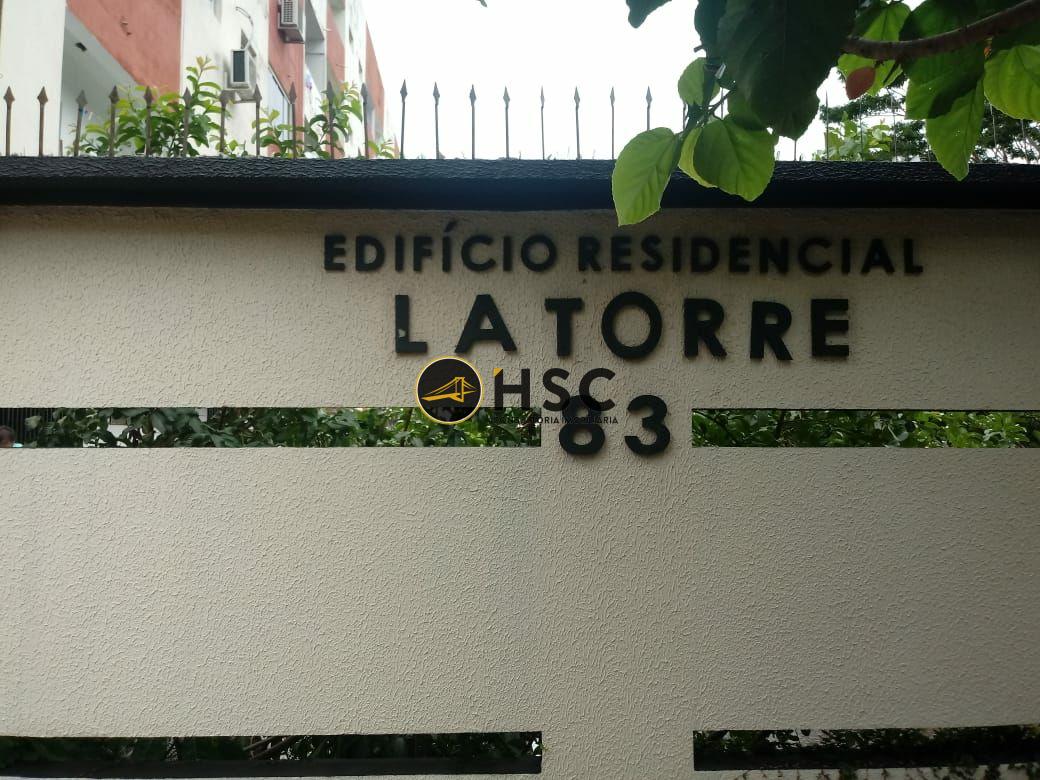 EDIFÍCIO RESIDENCIAL
LA TORRE
HSC
83